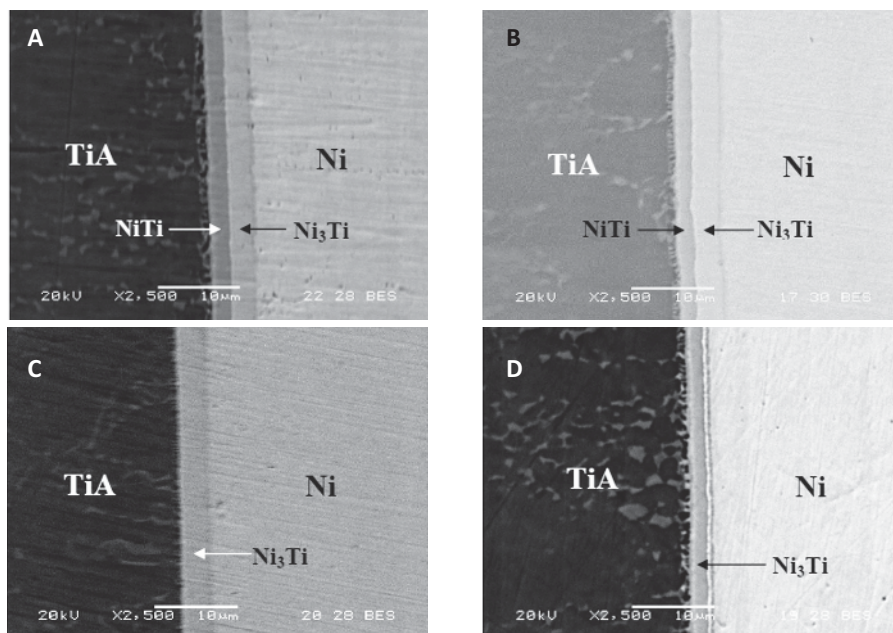 A
TiA
Ni
NiTi
Ni₃Ti
20kV X2,500 10μm 22 28 BES
B
TiA
Ni
NiTi
Ni₃Ti
20kV X2,500 10μm 17 30 BES
C
TiA
Ni
Ni₃Ti
20kV X2,500 10μm 20 28 BES
D
TiA
Ni
Ni₃Ti
20kV X2,500 10μm 19 28 BES